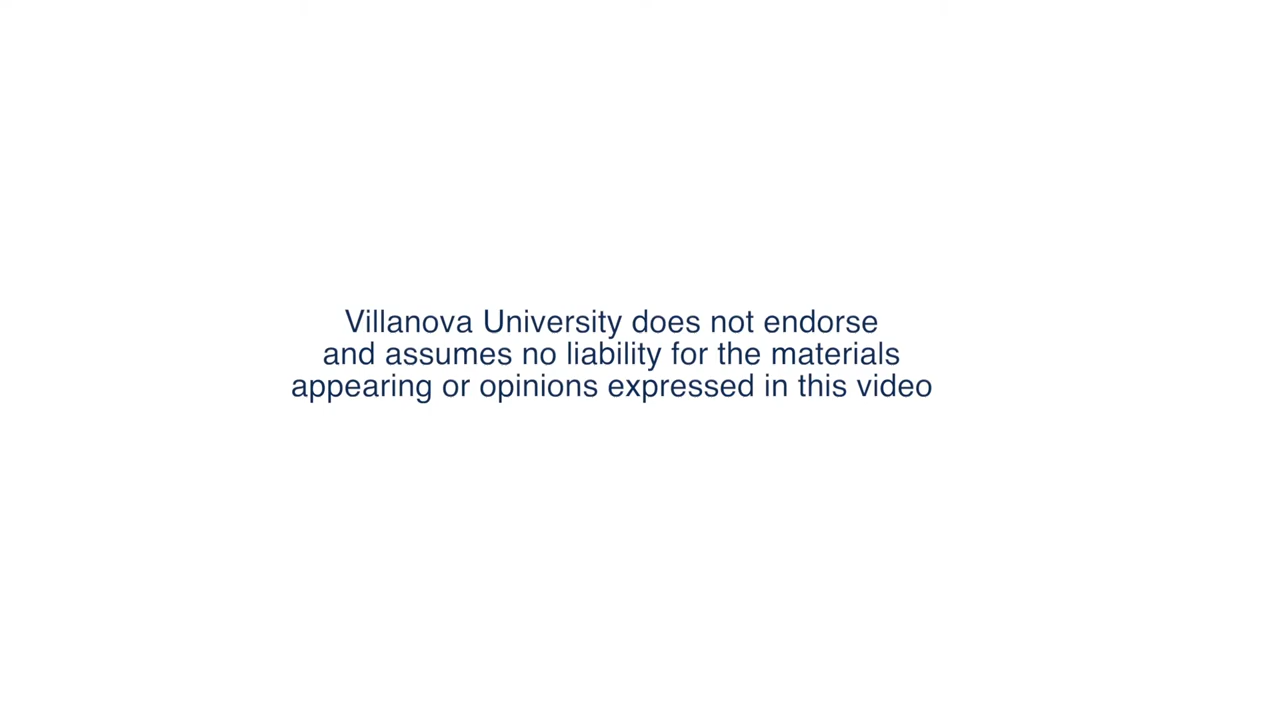 Villanova University does not endorse
and assumes no liability for the materials
appearing or opinions expressed in this video